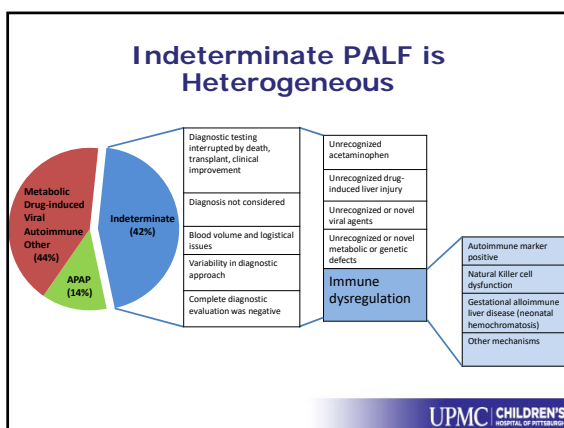 Indeterminate PALF is
Heterogeneous
Metabolic
Drug-induced
Viral
Autoimmune
Other
(44%)
APAP
(14%)
Indeterminate
(42%)
Diagnostic testing
interrupted by death,
transplant, clinical
improvement
Diagnosis not considered
Blood volume and logistical
issues
Variability in diagnostic
approach
Complete diagnostic
evaluation was negative
Unrecognized
acetaminophen
Unrecognized drug-
induced liver injury
Unrecognized or novel
viral agents
Unrecognized or novel
metabolic or genetic
defects
Immune
dysregulation
Autoimmune marker
positive
Natural Killer cell
dysfunction
Gestational alloimmune
liver disease (neonatal
hemochromatosis)
Other mechanisms
UPMC CHILDREN'S
HOSPITAL OF PITTSBURGH